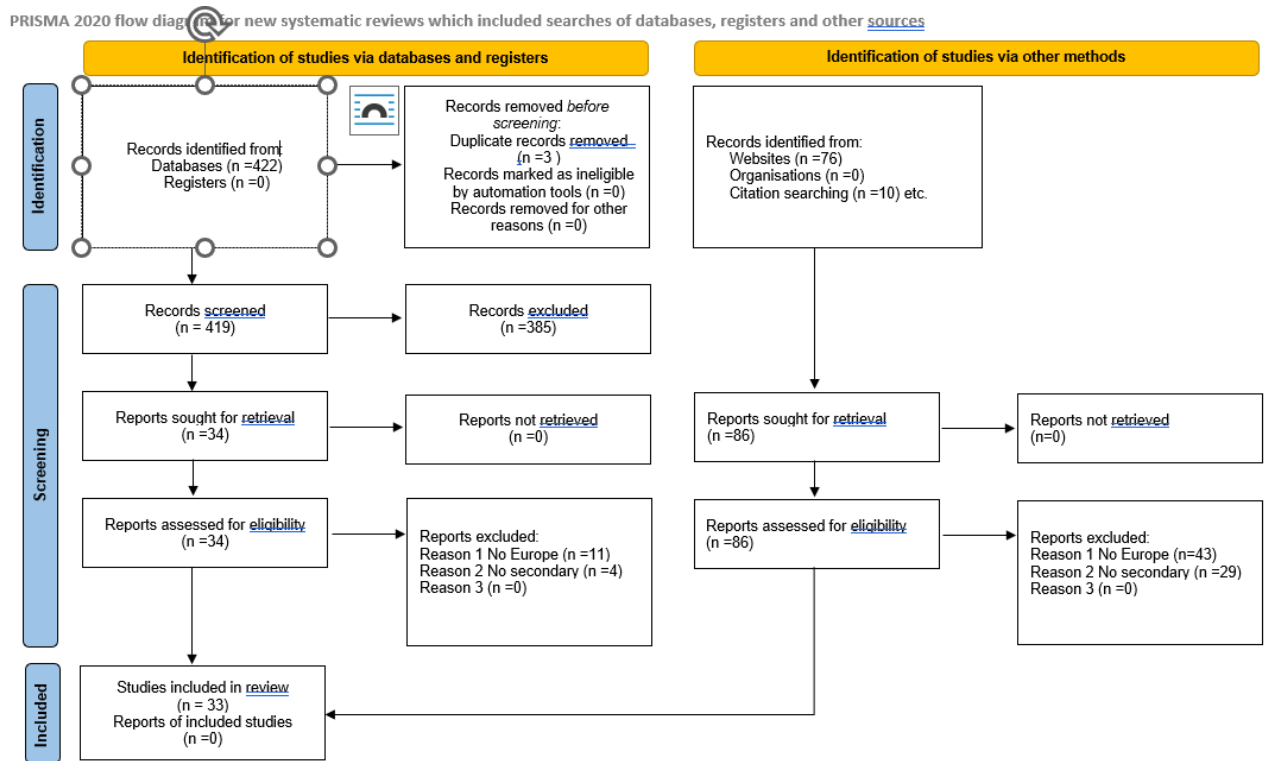 PRISMA 2020 flow diagram for new systematic reviews which included searches of databases, registers and other sources
Identification of studies via databases and registers
Identification of studies via other methods
Identification
Records identified from:
Databases (n =422)
Registers (n =0)
Records removed before
screening:
Duplicate records removed
(n =3 )
Records marked as ineligible
by automation tools (n =0)
Records removed for other
reasons (n =0)
Records identified from:
Websites (n =76)
Organisations (n =0)
Citation searching (n =10) etc.
Screening
Records screened
(n = 419)
Records excluded
(n =385)
Reports sought for retrieval
(n =34)
Reports not retrieved
(n =0)
Reports sought for retrieval
(n =86)
Reports not retrieved
(n=0)
Reports assessed for eligibility
(n =34)
Reports excluded:
Reason 1 No Europe (n =11)
Reason 2 No secondary (n =4)
Reason 3 (n =0)
Reports assessed for eligibility
(n =86)
Reports excluded:
Reason 1 No Europe (n=43)
Reason 2 No secondary (n =29)
Reason 3 (n =0)
Included
Studies included in review
(n = 33)
Reports of included studies
(n =0)